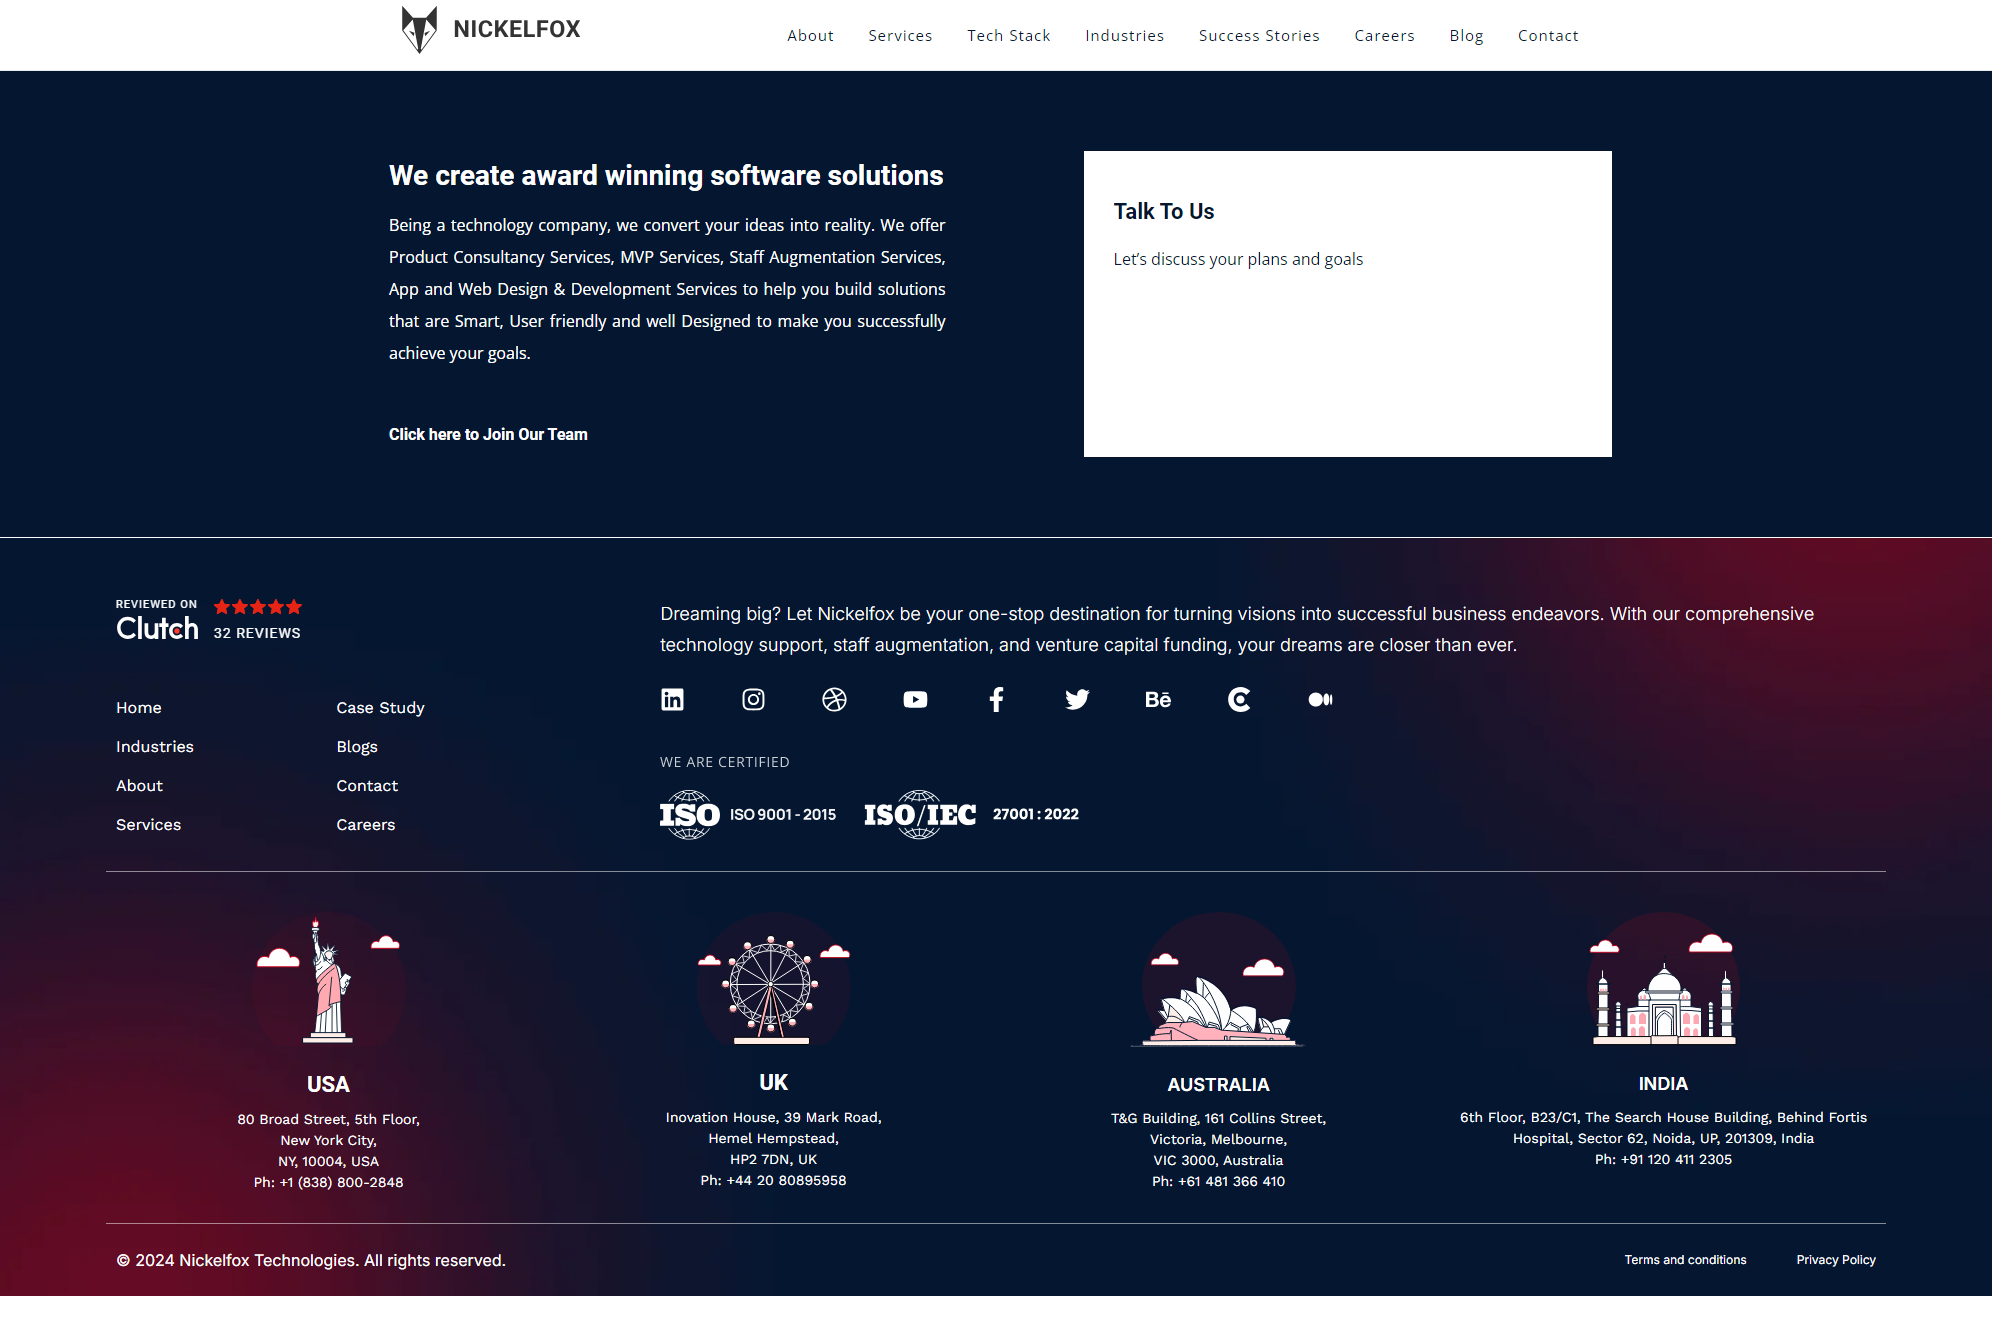 NICKELFOX
About Services Tech Stack Industries Success Stories Careers Blog Contact
We create award winning software solutions
Being a technology company, we convert your ideas into reality. We offer
Product Consultancy Services, MVP Services, Staff Augmentation Services,
App and Web Design & Development Services to help you build solutions
that are Smart, User friendly and well Designed to make you successfully
achieve your goals.
Click here to Join Our Team
Talk To Us
Let’s discuss your plans and goals
REVIEWED ON
Clutch
32 REVIEWS
Home
Industries
About
Services
Case Study
Blogs
Contact
Careers
Dreaming big? Let Nickelfox be your one-stop destination for turning visions into successful business endeavors. With our comprehensive
technology support, staff augmentation, and venture capital funding, your dreams are closer than ever.
in
Bē
WE ARE CERTIFIED
ISO ISO 9001 - 2015 ISO/IEC 27001 : 2022
USA
80 Broad Street, 5th Floor,
New York City,
NY, 10004, USA
Ph: +1 (838) 800-2848
UK
Inovation House, 39 Mark Road,
Hemel Hempstead,
HP2 7DN, UK
Ph: +44 20 80895958
AUSTRALIA
T&G Building, 161 Collins Street,
Victoria, Melbourne,
VIC 3000, Australia
Ph: +61 481 366 410
INDIA
6th Floor, B23/C1, The Search House Building, Behind Fortis
Hospital, Sector 62, Noida, UP, 201309, India
Ph: +91 120 411 2305
© 2024 Nickelfox Technologies. All rights reserved.
Terms and conditions Privacy Policy